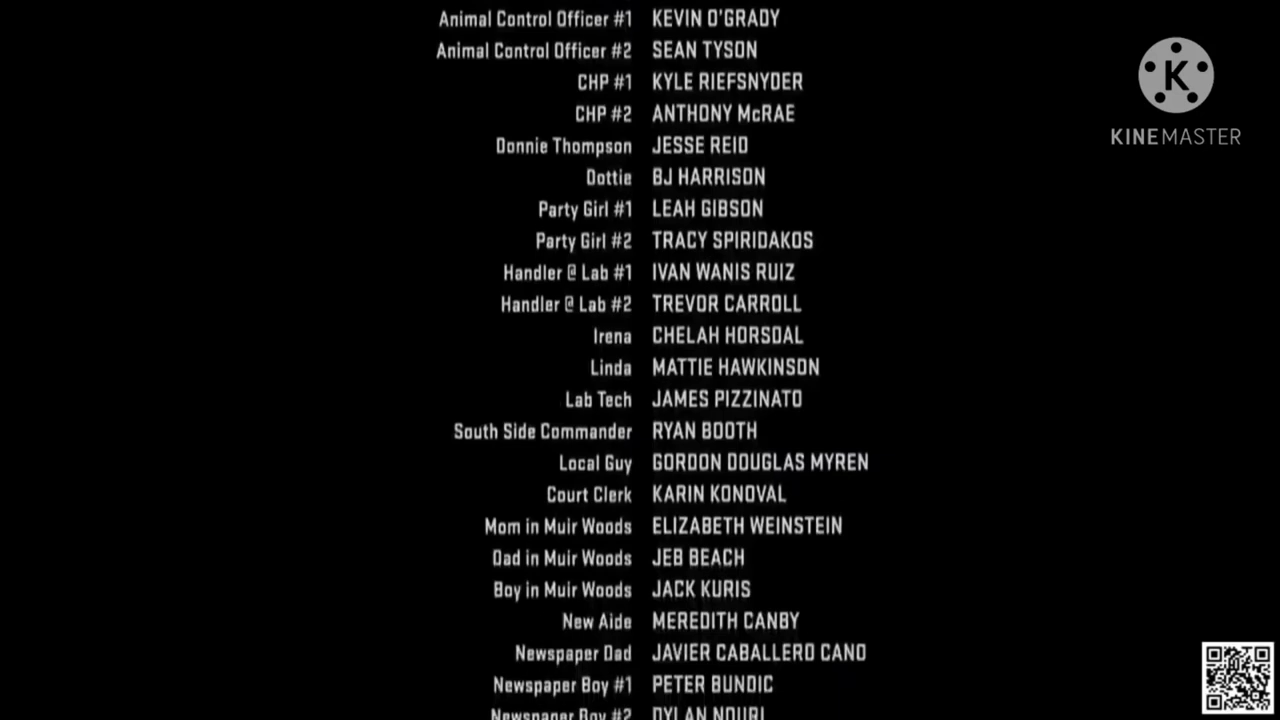 Animal Control Officer #1 KEVIN O'GRADY
Animal Control Officer #2 SEAN TYSON
CHP #1 KYLE RIEFSNYDER
CHP #2 ANTHONY McRAE
Donnie Thompson JESSE REID
Dottie BJ HARRISON
Party Girl #1 LEAH GIBSON
Party Girl #2 TRACY SPIRIDAKOS
Handler @ Lab #1 IVAN WANIS RUIZ
Handler @ Lab #2 TREVOR CARROLL
Irena CHELAH HORSDAL
Linda MATTIE HAWKINSON
Lab Tech JAMES PIZZINATO
South Side Commander RYAN BOOTH
Local Guy GORDON DOUGLAS MYREN
Court Clerk KARIN KONOVAL
Mom in Muir Woods ELIZABETH WEINSTEIN
Dad in Muir Woods JEB BEACH
Boy in Muir Woods JACK KURIS
New Aide MEREDITH CANBY
Newspaper Dad JAVIER CABALLERO CANO
Newspaper Boy #1 PETER BUNDIC
Newspaper Boy #2 DYLAN NOURI
K
KINEMASTER